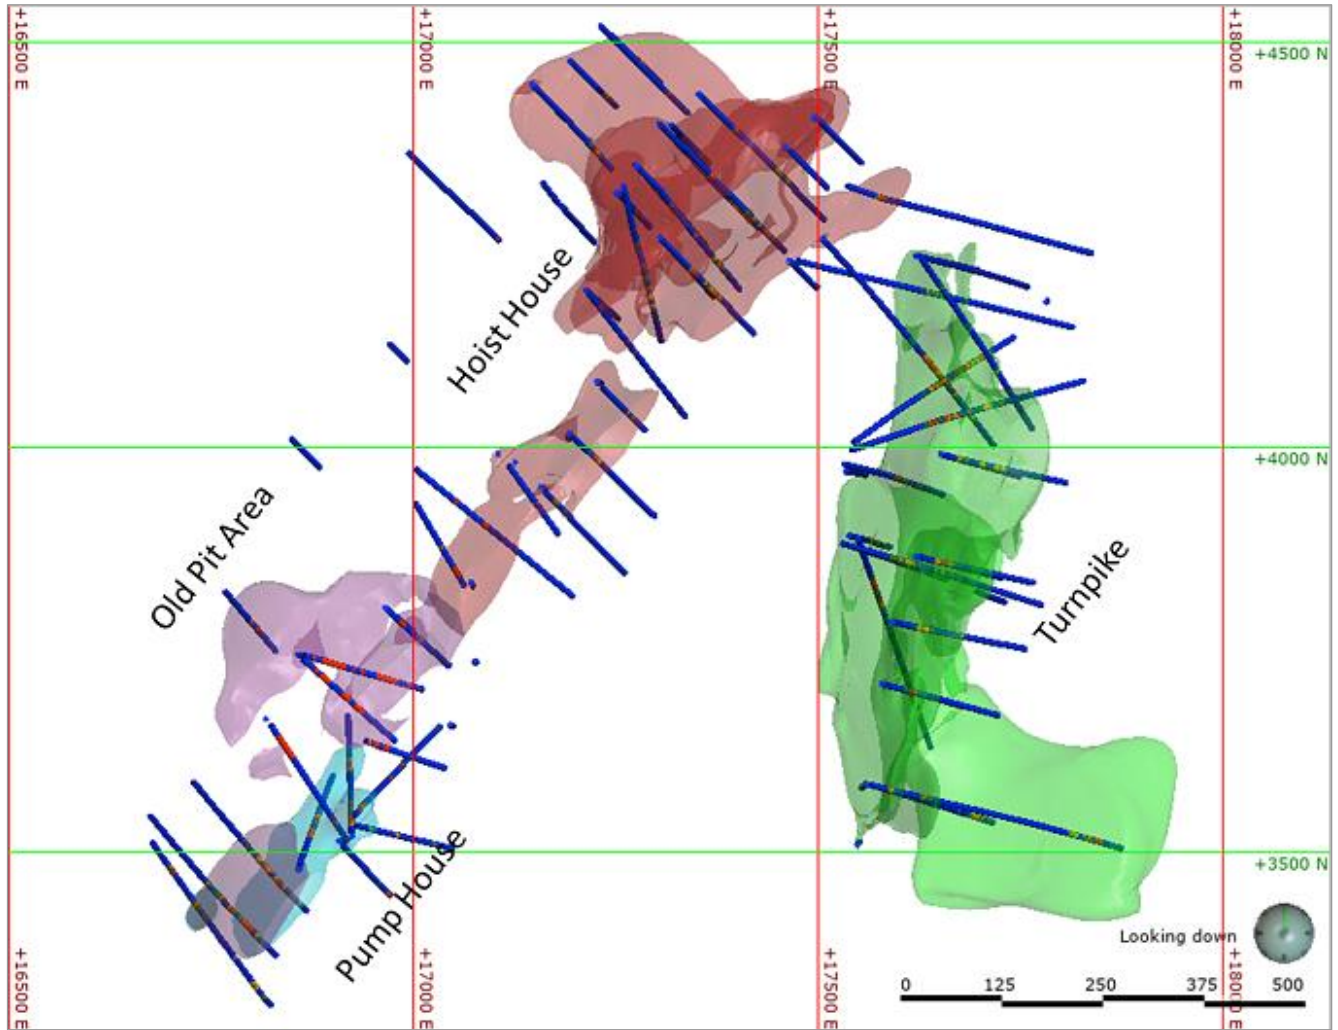 +16500 E
+17000 E
+17500 E
+18000 E
+4500 N
Hoist House
+4000 N
Old Pit Area
Turnpike
+3500 N
Pump House
Looking down
0 125 250 375 500
+16500 E
+17000 E
+17500 E
+18000 E